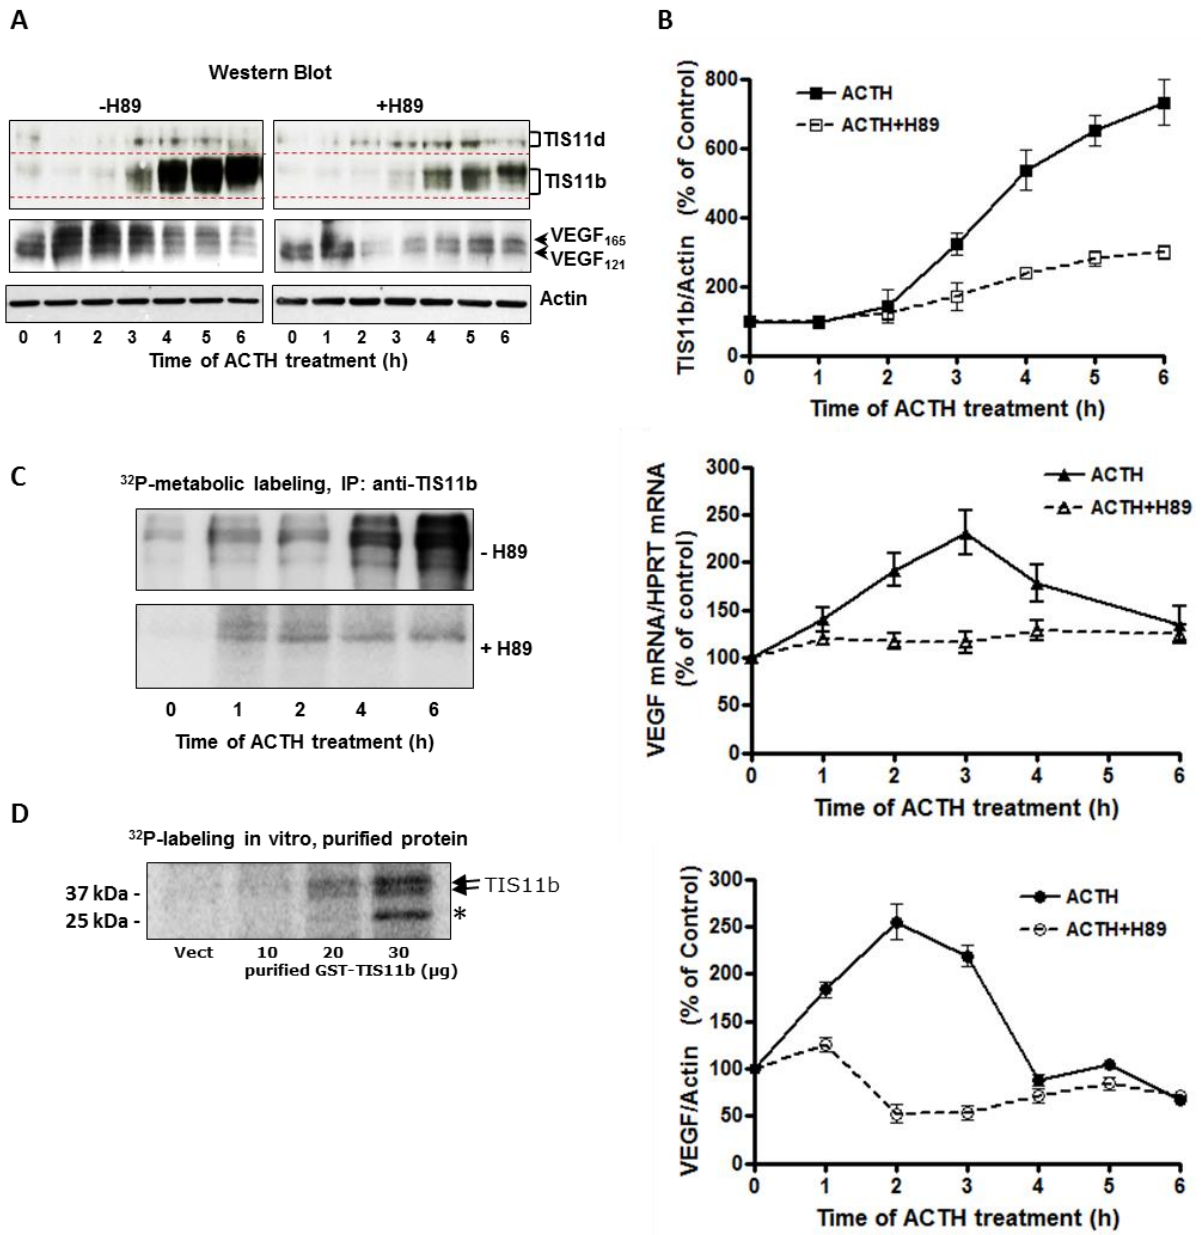 A
Western Blot
-H89
+H89
TIS11d
TIS11b
VEGF165
VEGF121
Actin
0 1 2 3 4 5 6
0 1 2 3 4 5 6
Time of ACTH treatment (h)
B
TIS11b/Actin (% of Control)
800
600
400
200
0
ACTH
ACTH+H89
0 1 2 3 4 5 6
Time of ACTH treatment (h)
VEGF mRNA/HPRT mRNA
(% of control)
300
250
200
150
100
50
0
ACTH
ACTH+H89
0 1 2 3 4 5 6
Time of ACTH treatment (h)
VEGF/Actin (% of Control)
300
250
200
150
100
50
0
ACTH
ACTH+H89
0 1 2 3 4 5 6
Time of ACTH treatment (h)
C
32P-metabolic labeling, IP: anti-TIS11b
- H89
+ H89
0 1 2 4 6
Time of ACTH treatment (h)
D
32P-labeling in vitro, purified protein
37 kDa -
25 kDa -
TIS11b
*
Vect 10 20 30
purified GST-TIS11b (µg)